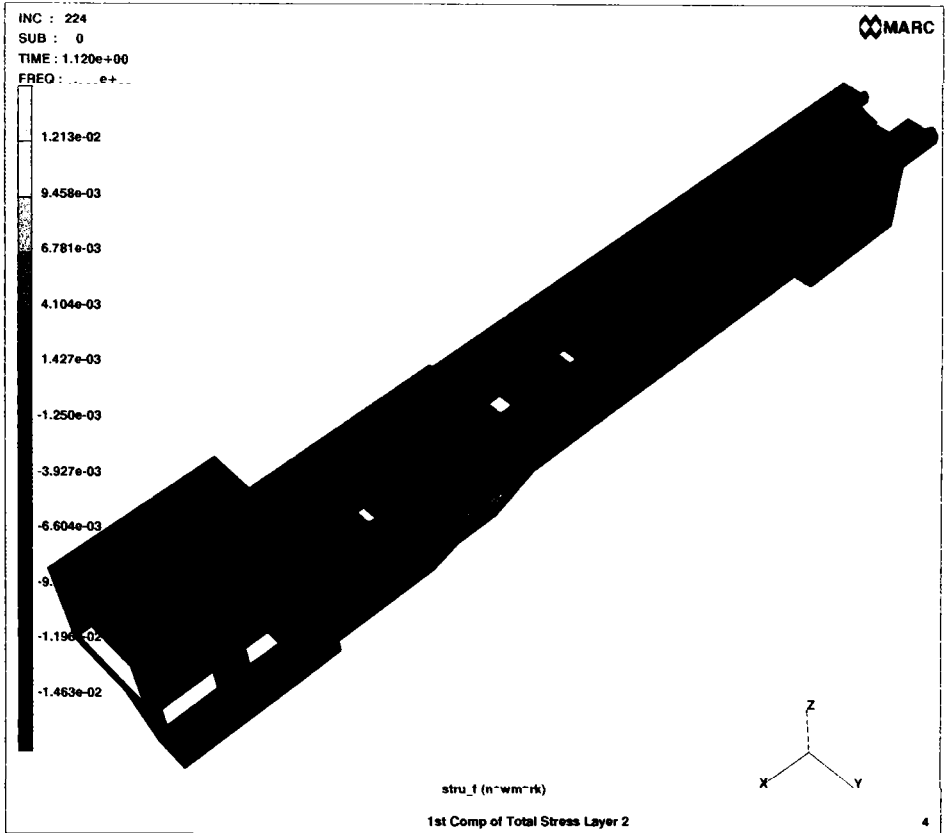 INC : 224
SUB : 0
TIME : 1.120e+00
FREQ :
MARC
1.213e-02
9.458e-03
6.781e-03
4.104e-03
1.427e-03
-1.250e-03
-3.927e-03
-6.604e-03
-9.
-1.463e-02
Z
X
Y
1st Comp of Total Stress Layer 2
4